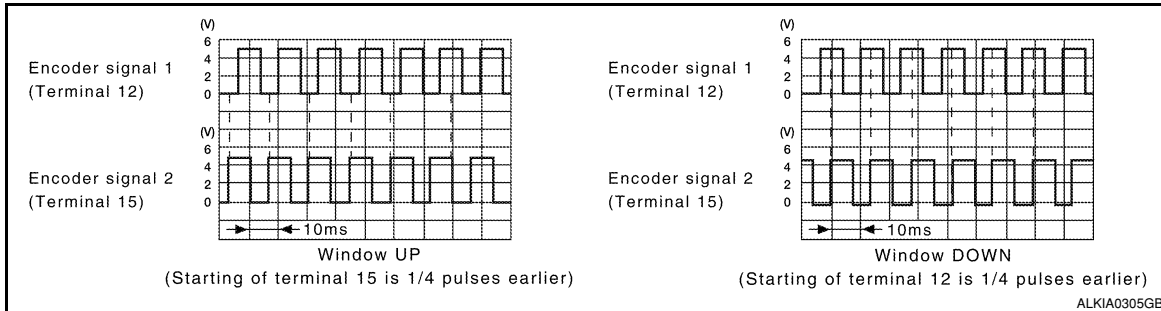 (V)
6
4
2
0
Encoder signal 1
(Terminal 12)
(V)
6
4
2
0
Encoder signal 2
(Terminal 15)
10ms
Window UP
(Starting of terminal 15 is 1/4 pulses earlier)
(V)
6
4
2
0
Encoder signal 1
(Terminal 12)
(V)
6
4
2
0
Encoder signal 2
(Terminal 15)
10ms
Window DOWN
(Starting of terminal 12 is 1/4 pulses earlier)
ALKIA0305GB